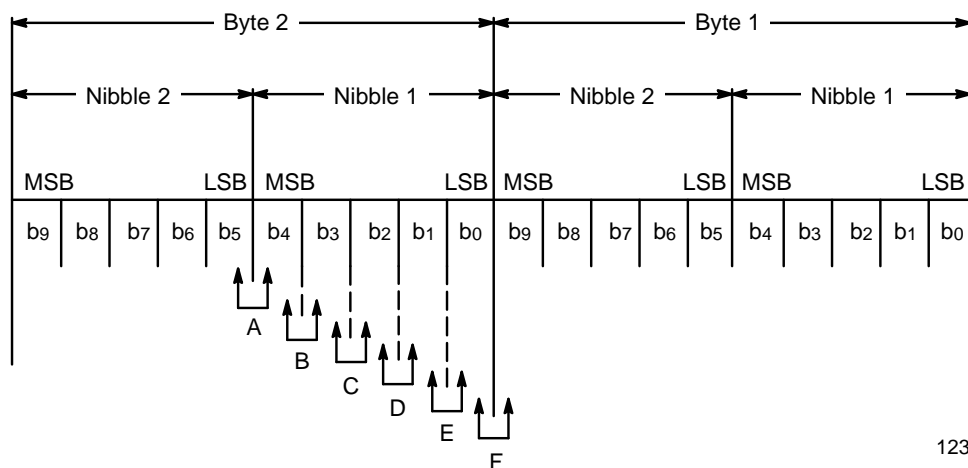 Byte 2 Byte 1
Nibble 2 Nibble 1 Nibble 2 Nibble 1
MSB LSB MSB LSB MSB LSB MSB LSB
b9 b8 b7 b6 b5 b4 b3 b2 b1 b0 b9 b8 b7 b6 b5 b4 b3 b2 b1 b0
A
B
C
D
E
123